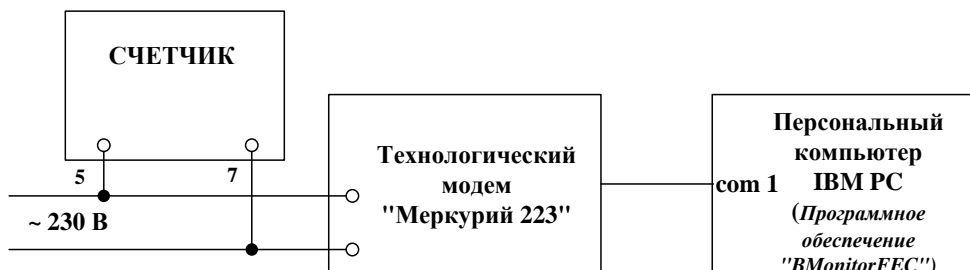 СЧЕТЧИК
5
7
~ 230 В
Технологический
модем
"Меркурий 223"
com 1
Персональный
компьютер
IBM PC
(Программное
обеспечение
"BMonitorFEC")